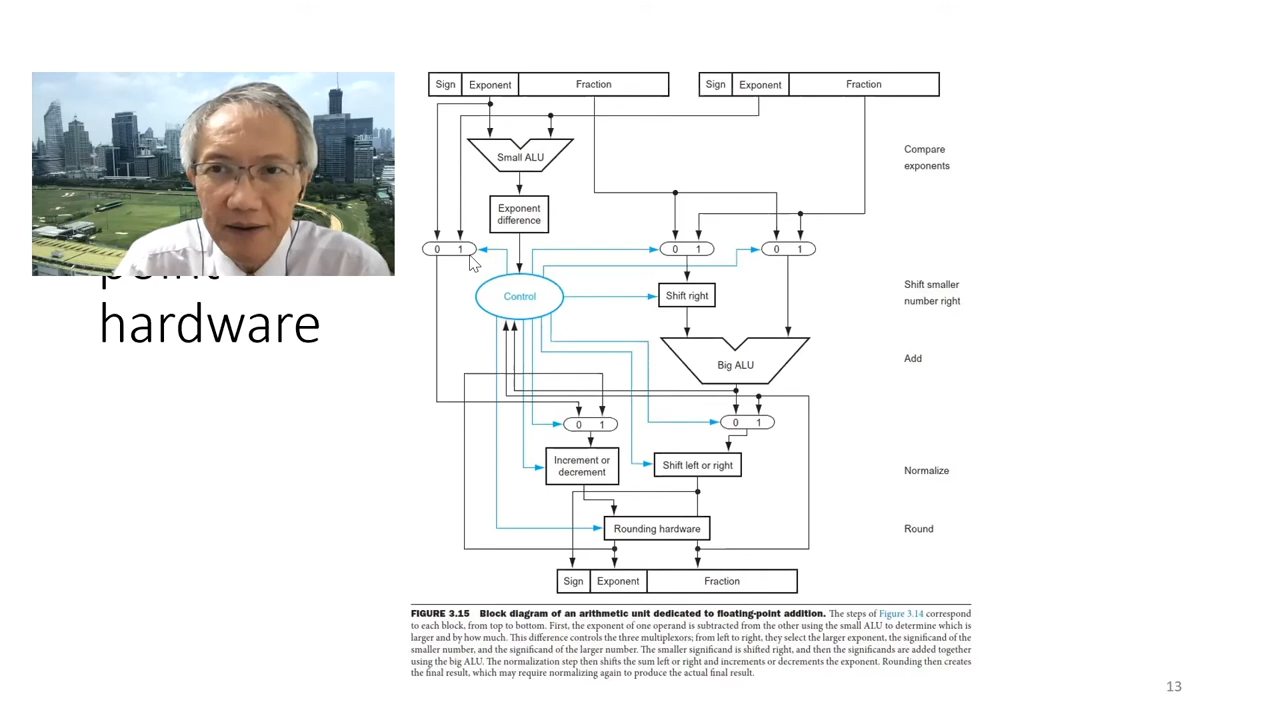 Sign Exponent Fraction
Sign Exponent Fraction
Small ALU
Compare
exponents
Exponent
difference
0 1
0 1
0 1
Control
Shift right
Shift smaller
number right
Big ALU
Add
0 1
0 1
Increment or
decrement
Shift left or right
Normalize
Rounding hardware
Round
Sign Exponent Fraction
hardware
FIGURE 3.15 Block diagram of an arithmetic unit dedicated to floating-point addition. The steps of Figure 3.14 correspond
to each block, from top to bottom. First, the exponent of one operand is subtracted from the other using the small ALU to determine which is
larger and by how much. This difference controls the three multiplexors; from left to right, they select the larger exponent, the significand of the
smaller number, and the significand of the larger number. The smaller significand is shifted right, and then the significands are added together
using the big ALU. The normalization step then shifts the sum left or right and increments or decrements the exponent. Rounding then creates
the final result, which may require normalizing again to produce the actual final result.
13